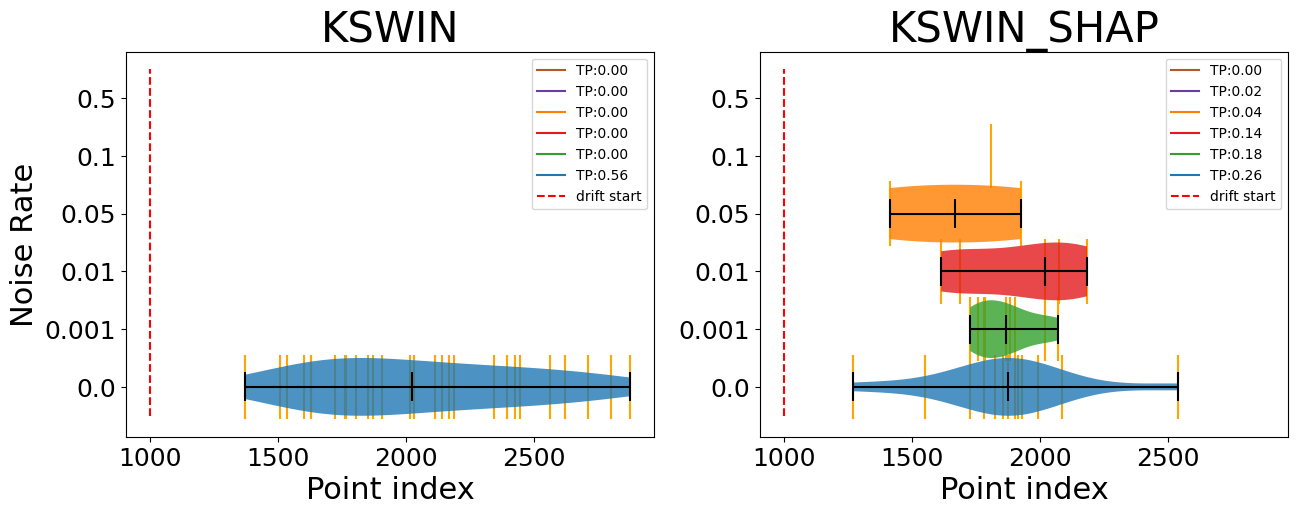 KSWIN
Noise Rate
0.5
0.1
0.05
0.01
0.001
0.0
TP:0.00
TP:0.00
TP:0.00
TP:0.00
TP:0.00
TP:0.56
drift start
1000
1500
2000
2500
Point index
KSWIN_SHAP
0.5
0.1
0.05
0.01
0.001
0.0
TP:0.00
TP:0.02
TP:0.04
TP:0.14
TP:0.18
TP:0.26
drift start
1000
1500
2000
2500
Point index